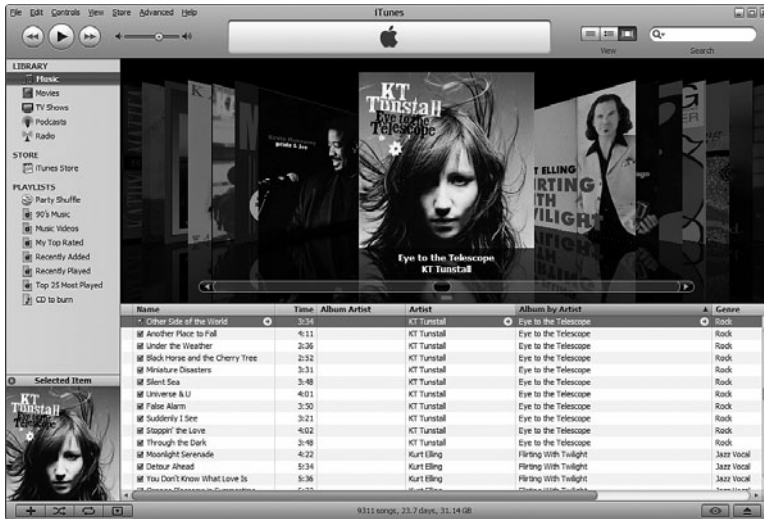 File Edit Controls View Store Advanced Help
iTunes
View
Search
LIBRARY
Music
Movies
TV Shows
Podcasts
Radio
STORE
iTunes Store
PLAYLISTS
Party Shuffle
90's Music
Music Videos
My Top Rated
Recently Added
Recently Played
Top 25 Most Played
CD to burn
Selected Item
KT
Tunstall
Eye to the
Telescope
KT
Tunstall
Eye to the
Telescope
pride & joy
T ELLING
RTING
WITH
VILIGHT
Eye to the Telescope
KT Tunstall
Name Time Album Artist Artist Album by Artist Genre
Other Side of the World 3:34 KT Tunstall Eye to the Telescope Rock
Another Place to Fall 4:11 KT Tunstall Eye to the Telescope Rock
Under the Weather 3:36 KT Tunstall Eye to the Telescope Rock
Black Horse and the Cherry Tree 2:52 KT Tunstall Eye to the Telescope Rock
Miniature Disasters 3:31 KT Tunstall Eye to the Telescope Rock
Silent Sea 3:48 KT Tunstall Eye to the Telescope Rock
Universe & U 4:01 KT Tunstall Eye to the Telescope Rock
False Alarm 3:50 KT Tunstall Eye to the Telescope Rock
Suddenly I See 3:21 KT Tunstall Eye to the Telescope Rock
Stoppin' the Love 4:02 KT Tunstall Eye to the Telescope Rock
Through the Dark 3:48 KT Tunstall Eye to the Telescope Rock
Moonlight Serenade 4:22 Kurt Elling Flirting With Twilight Jazz Vocal
Detour Ahead 5:34 Kurt Elling Flirting With Twilight Jazz Vocal
You Don't Know What Love Is 5:36 Kurt Elling Flirting With Twilight Jazz Vocal
9311 songs, 23.7 days, 31.14 GB